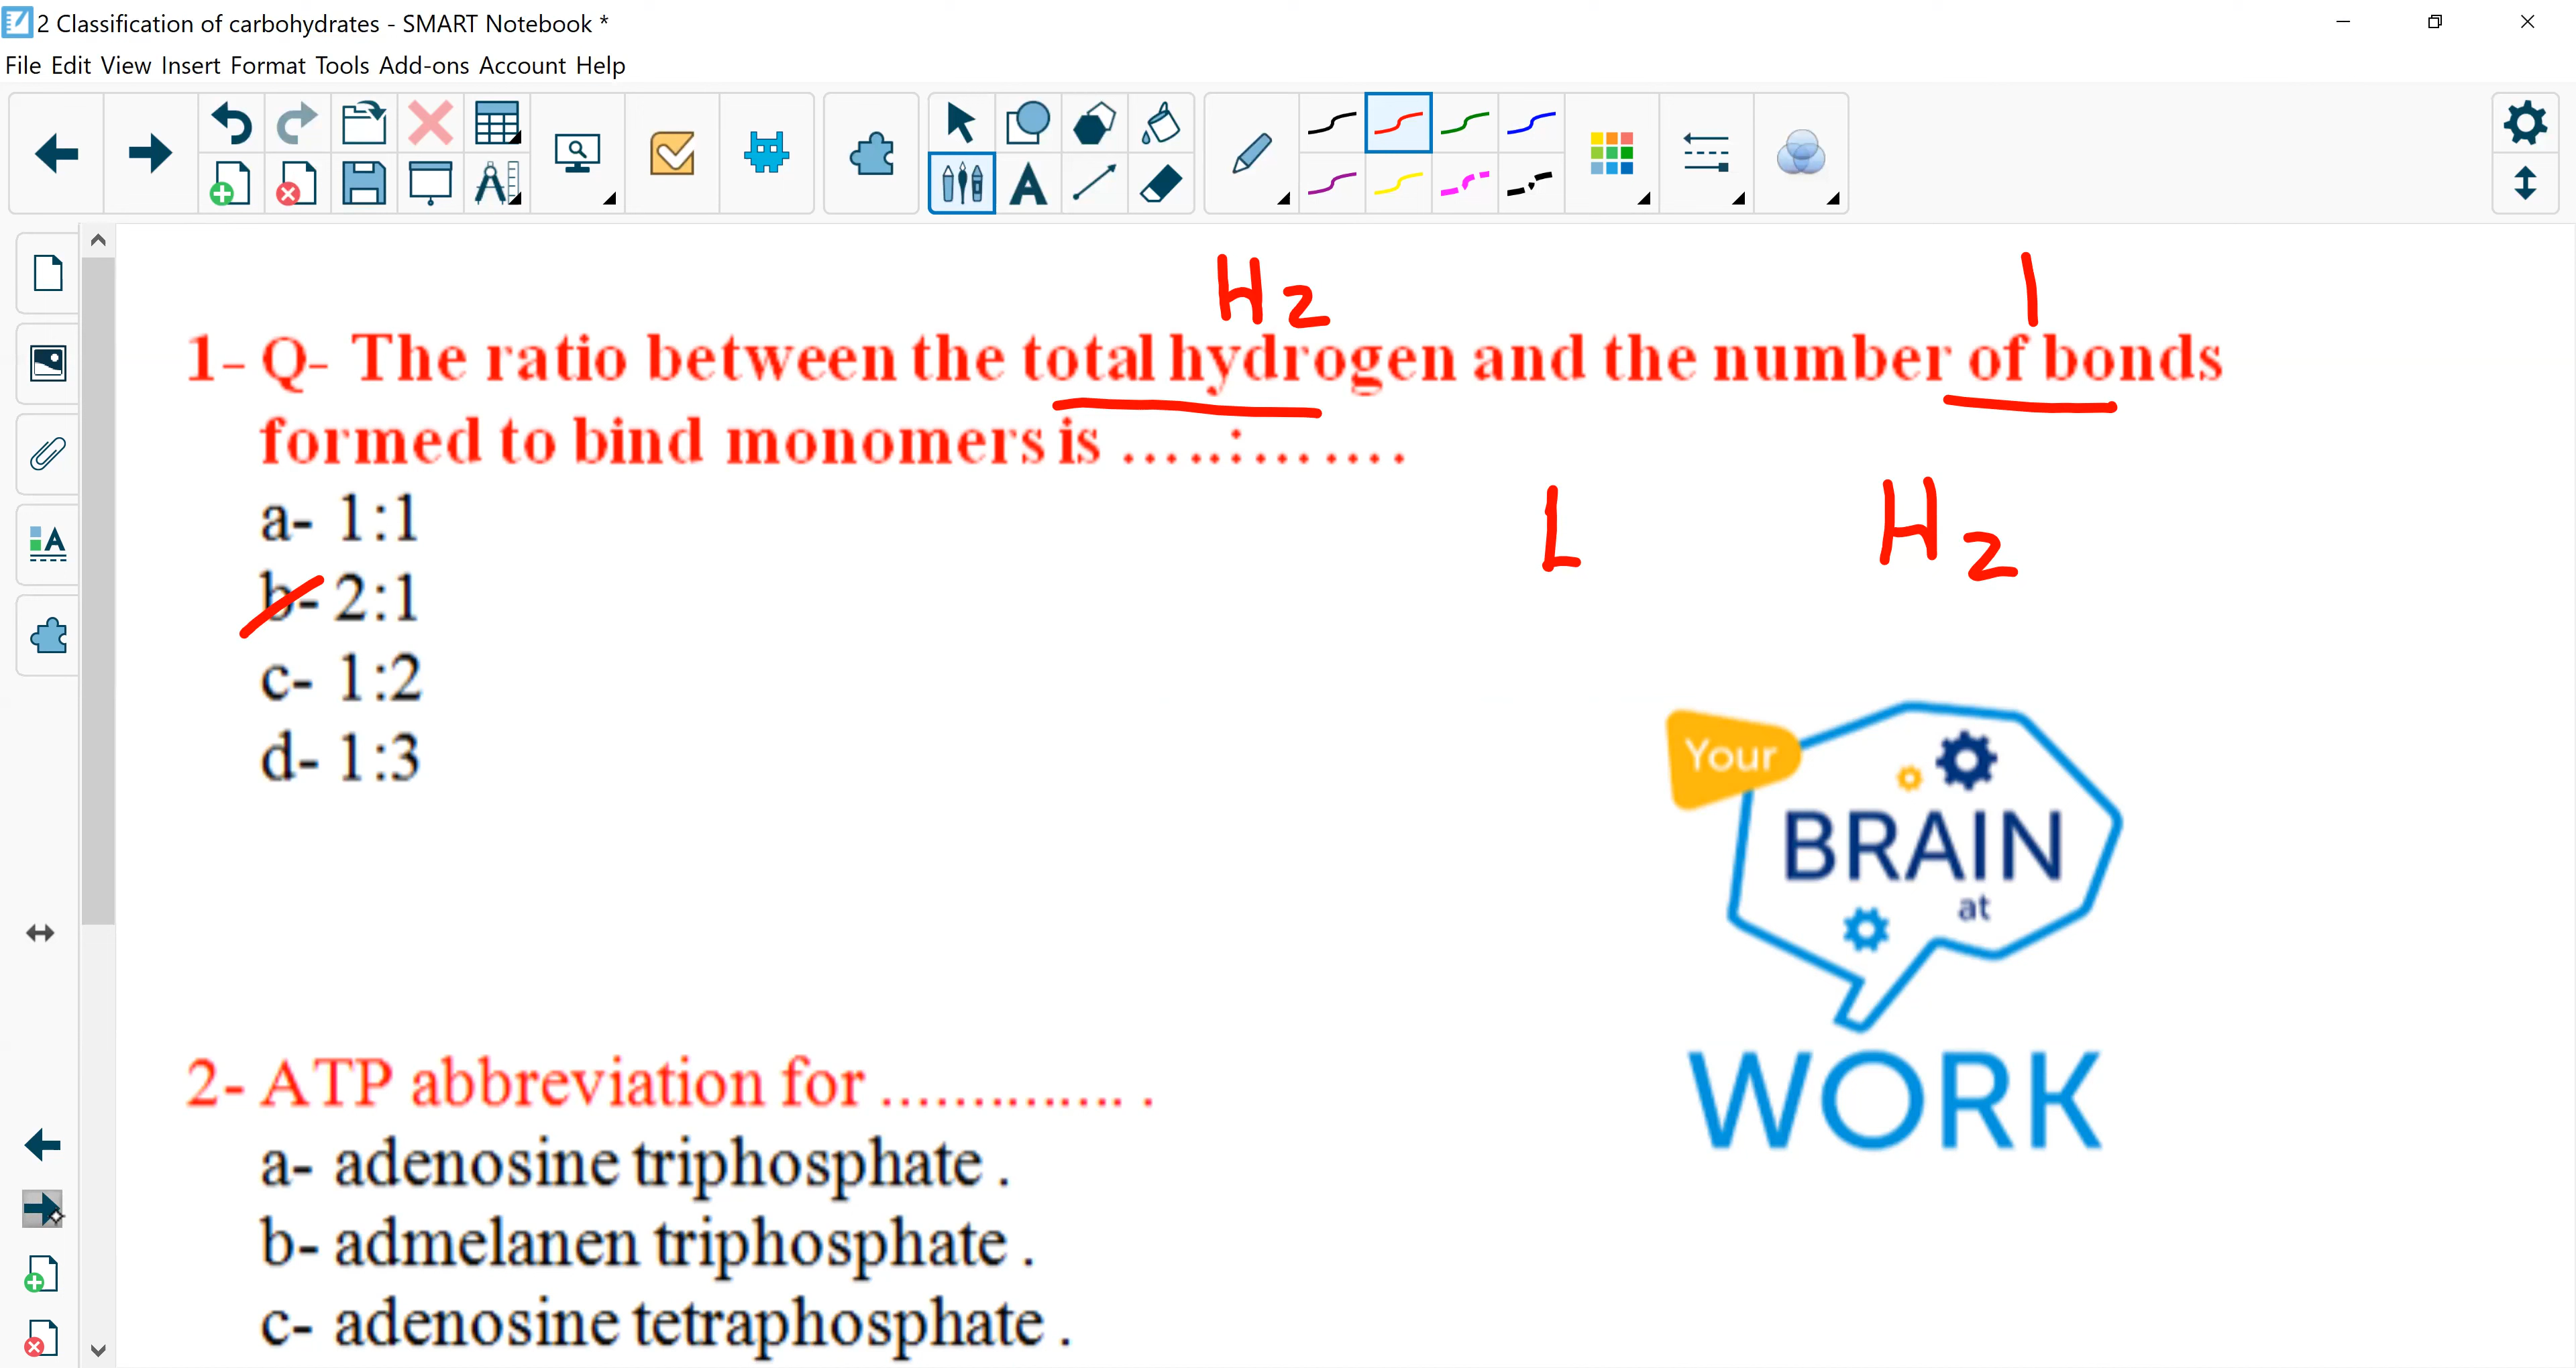 2 Classification of carbohydrates - SMART Notebook *
File Edit View Insert Format Tools Add-ons Account Help
H2 1
1- Q- The ratio between the total hydrogen and the number of bonds
formed to bind monomers is .....:.......
a- 1:1
L H2
b- 2:1
c- 1:2
d- 1:3
Your
BRAIN
at
WORK
2- ATP abbreviation for .............. .
a- adenosine triphosphate .
b- admelanen triphosphate .
c- adenosine tetraphosphate .